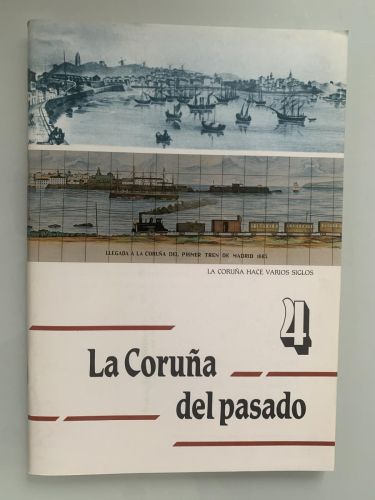 LLEGADA A LA CORUÑA DEL PRIMER TREN DE MADRID 1883
LA CORUÑA HACE VARIOS SIGLOS
4
La Coruña
del pasado